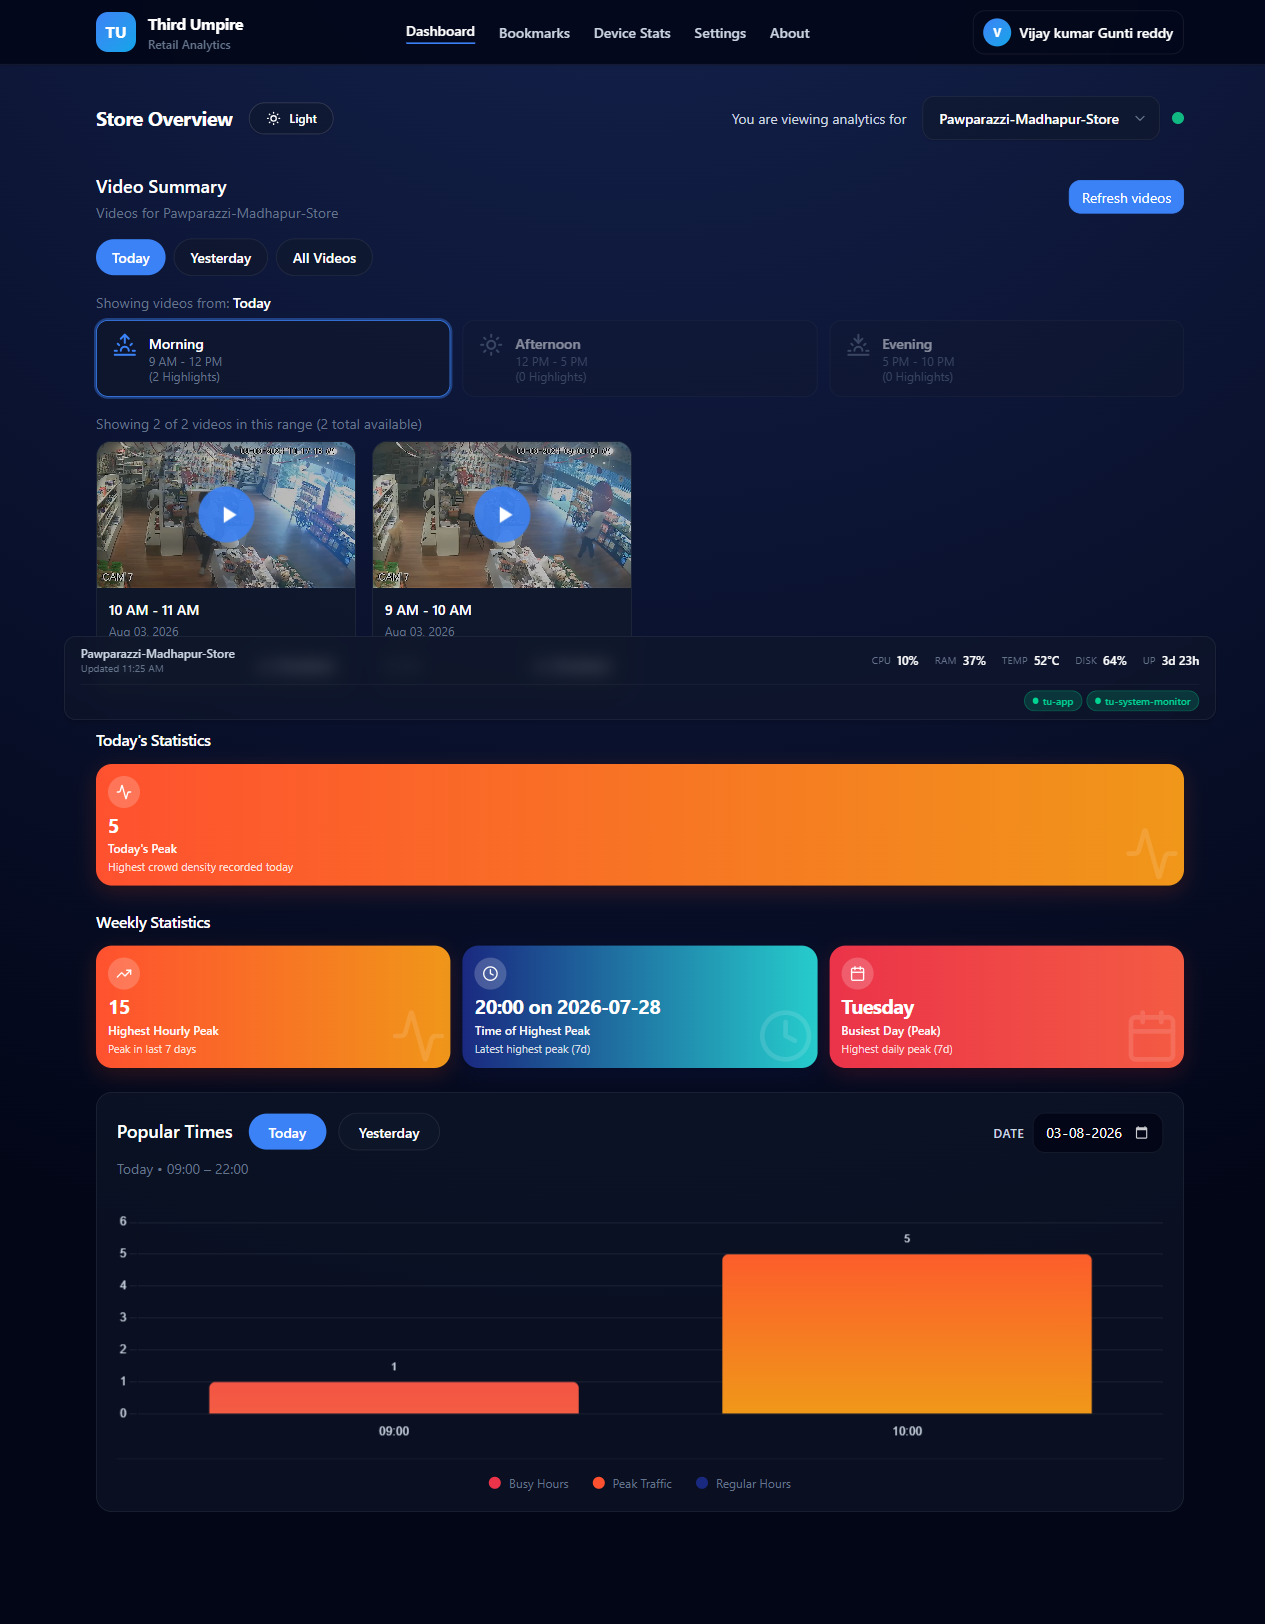 TU
Third Umpire
Retail Analytics
Dashboard
Bookmarks
Device Stats
Settings
About
V
Vijay kumar Gunti reddy
Store Overview
Light
You are viewing analytics for
Pawparazzi-Madhapur-Store
Video Summary
Videos for Pawparazzi-Madhapur-Store
Refresh videos
Today
Yesterday
All Videos
Showing videos from: Today
Morning
9 AM - 12 PM
(2 Highlights)
Afternoon
12 PM - 5 PM
(0 Highlights)
Evening
5 PM - 10 PM
(0 Highlights)
Showing 2 of 2 videos in this range (2 total available)
CAM 7
CAM 7
10 AM - 11 AM
Aug 03, 2026
9 AM - 10 AM
Aug 03, 2026
Pawparazzi-Madhapur-Store
Updated 11:25 AM
CPU 10%
RAM 37%
TEMP 52°C
DISK 64%
UP 3d 23h
tu-app
tu-system-monitor
Today's Statistics
5
Today's Peak
Highest crowd density recorded today
Weekly Statistics
15
Highest Hourly Peak
Peak in last 7 days
20:00 on 2026-07-28
Time of Highest Peak
Latest highest peak (7d)
Tuesday
Busiest Day (Peak)
Highest daily peak (7d)
Popular Times
Today
Yesterday
DATE
03-08-2026
Today • 09:00 – 22:00
6
5
4
3
2
1
0
1
5
09:00
10:00
Busy Hours
Peak Traffic
Regular Hours